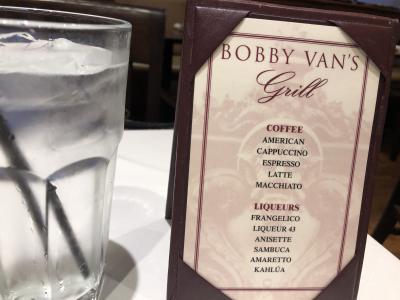 BOBBY VAN'S
Grill
COFFEE
AMERICAN
CAPPUCCINO
ESPRESSO
LATTE
MACCHIATO
LIQUEURS
FRANGELICO
LIQUEUR 43
ANISETTE
SAMBUCA
AMARETTO
KAHLÚA